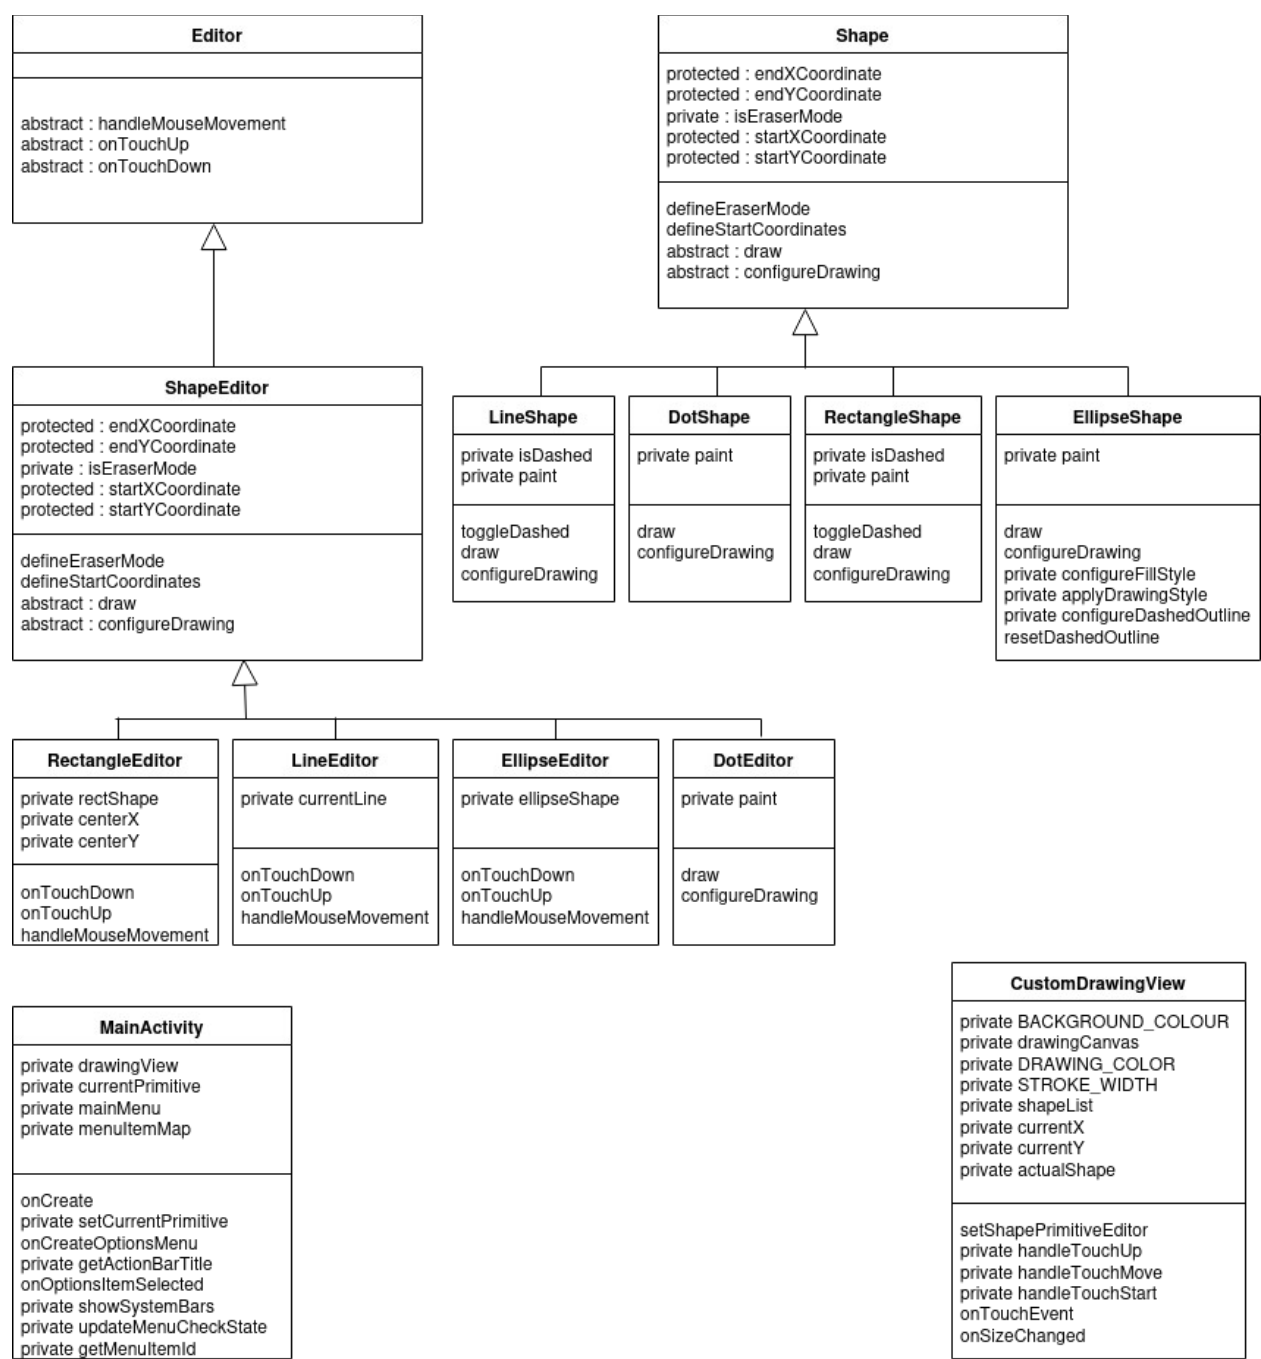 Editor
abstract : handleMouseMovement
abstract : onTouchUp
abstract : onTouchDown
Shape
protected : endXCoordinate
protected : endYCoordinate
private : isEraserMode
protected : startXCoordinate
protected : startYCoordinate
defineEraserMode
defineStartCoordinates
abstract : draw
abstract : configureDrawing
ShapeEditor
protected : endXCoordinate
protected : endYCoordinate
private : isEraserMode
protected : startXCoordinate
protected : startYCoordinate
defineEraserMode
defineStartCoordinates
abstract : draw
abstract : configureDrawing
LineShape
private isDashed
private paint
toggleDashed
draw
configureDrawing
DotShape
private paint
draw
configureDrawing
RectangleShape
private isDashed
private paint
toggleDashed
draw
configureDrawing
EllipseShape
private paint
draw
configureDrawing
private configureFillStyle
private applyDrawingStyle
private configureDashedOutline
resetDashedOutline
RectangleEditor
private rectShape
private centerX
private centerY
onTouchDown
onTouchUp
handleMouseMovement
LineEditor
private currentLine
onTouchDown
onTouchUp
handleMouseMovement
EllipseEditor
private ellipseShape
onTouchDown
onTouchUp
handleMouseMovement
DotEditor
private paint
draw
configureDrawing
MainActivity
private drawingView
private currentPrimitive
private mainMenu
private menuItemMap
onCreate
private setCurrentPrimitive
onCreateOptionsMenu
private getActionBarTitle
onOptionsItemSelected
private showSystemBars
private updateMenuCheckState
private getMenuItemId
CustomDrawingView
private BACKGROUND_COLOUR
private drawingCanvas
private DRAWING_COLOR
private STROKE_WIDTH
private shapeList
private currentX
private currentY
private actualShape
setShapePrimitiveEditor
private handleTouchUp
private handleTouchMove
private handleTouchStart
onTouchEvent
onSizeChanged